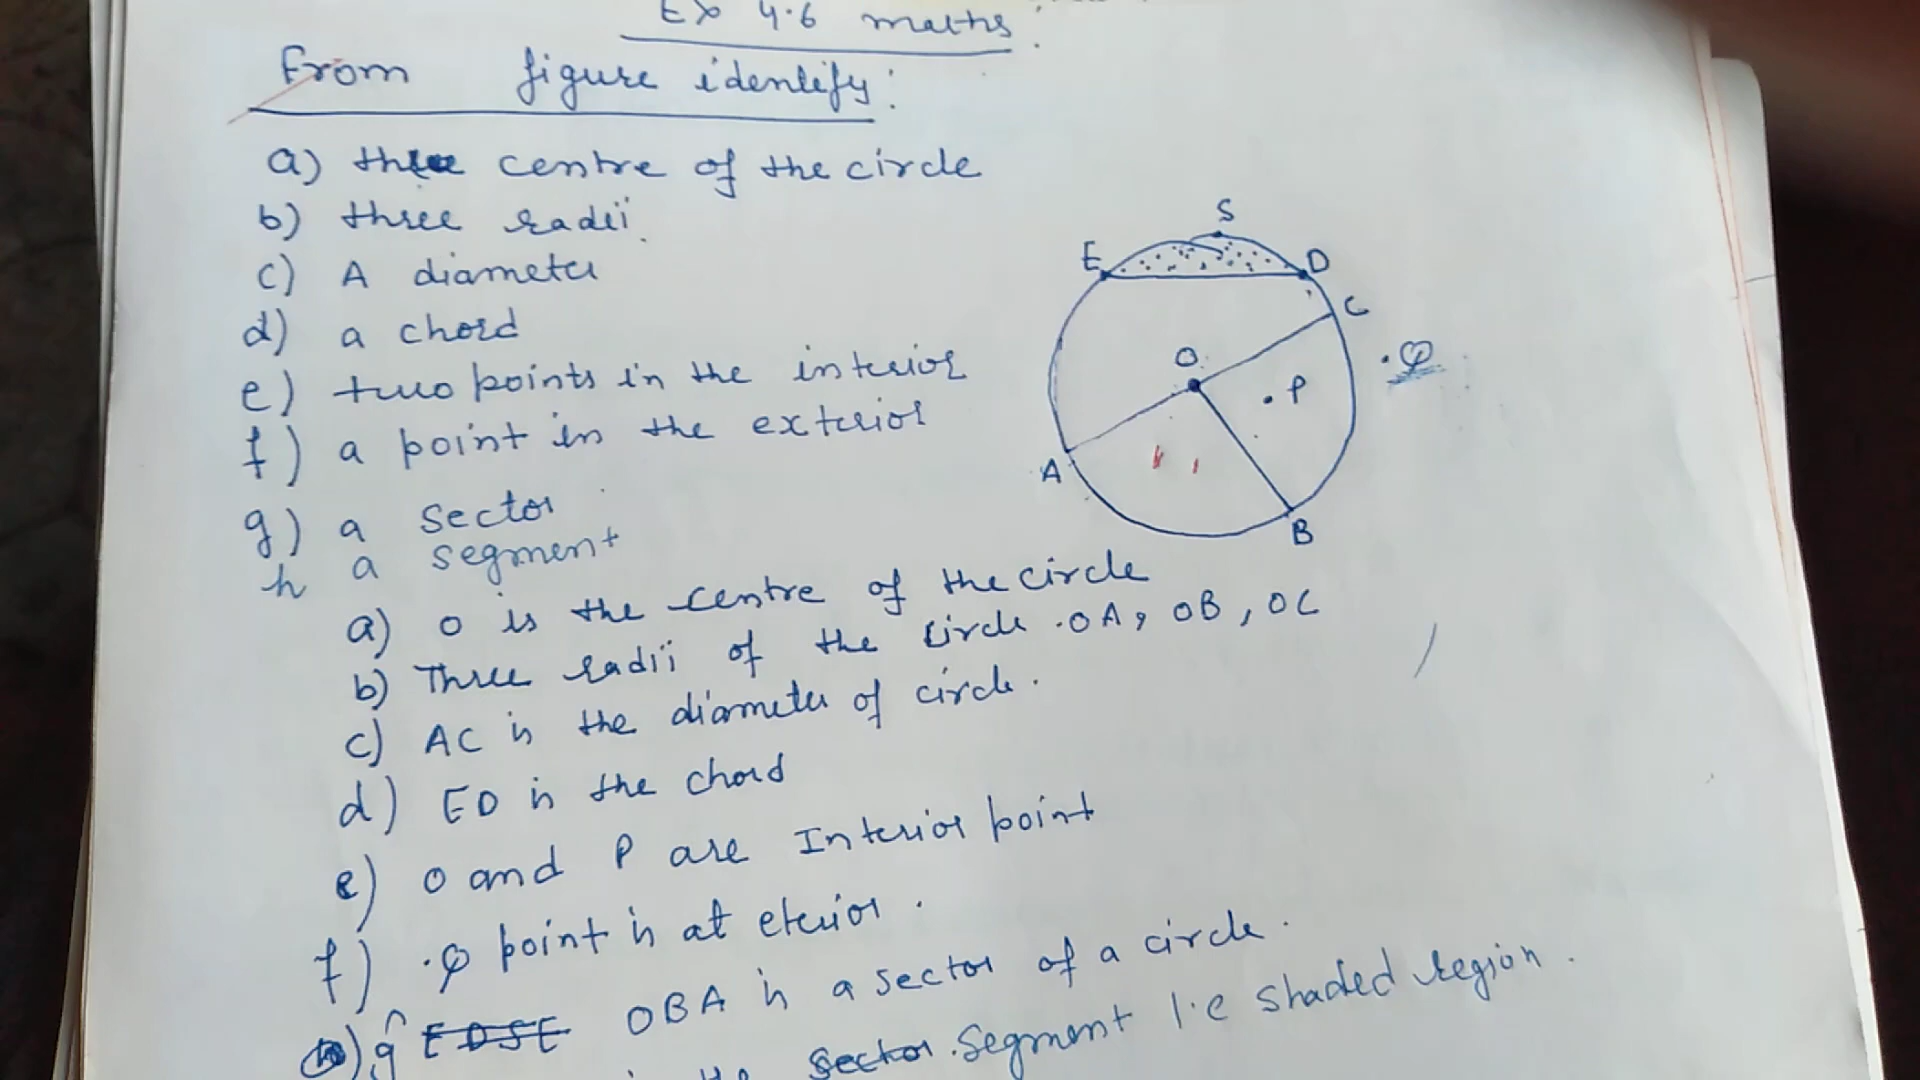 Ex 4.6 maths:
From figure identify:
a) the centre of the circle
b) three radii
c) A diameter
d) a chord
e) two points in the interior
f) a point in the exterior
g) a sector
h a segment
S
E
D
C
O
Q
P
A
B
a) O is the centre of the circle
b) Three radii of the circle . OA, OB, OC
c) AC is the diameter of circle.
d) ED is the chord
e) O and P are Interior point
f) .Q point is at eterior.
g EDSE OBA is a sector of a circle.
sector. segment i.e shaded region.